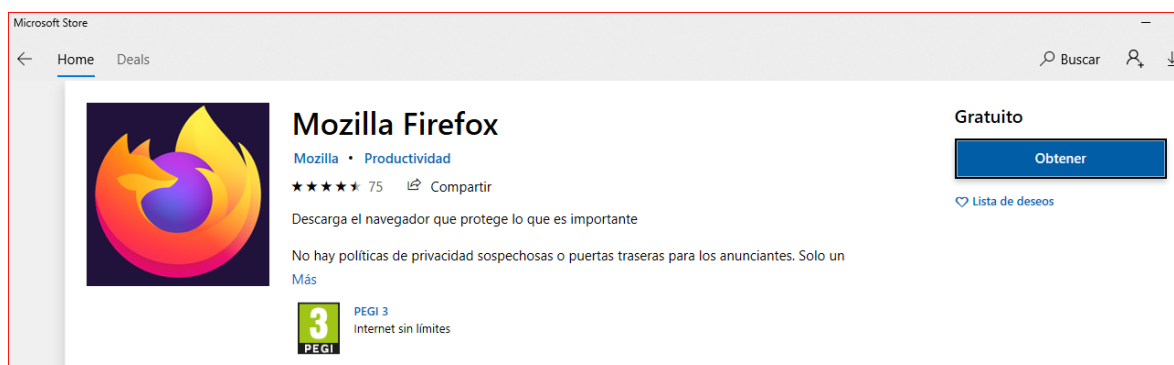 Microsoft Store
Home Deals Buscar
Mozilla Firefox
Gratuito
Mozilla • Productividad
Obtener
75 Compartir
Lista de deseos
Descarga el navegador que protege lo que es importante
No hay políticas de privacidad sospechosas o puertas traseras para los anunciantes. Solo un
Más
3
PEGI
PEGI 3
Internet sin límites